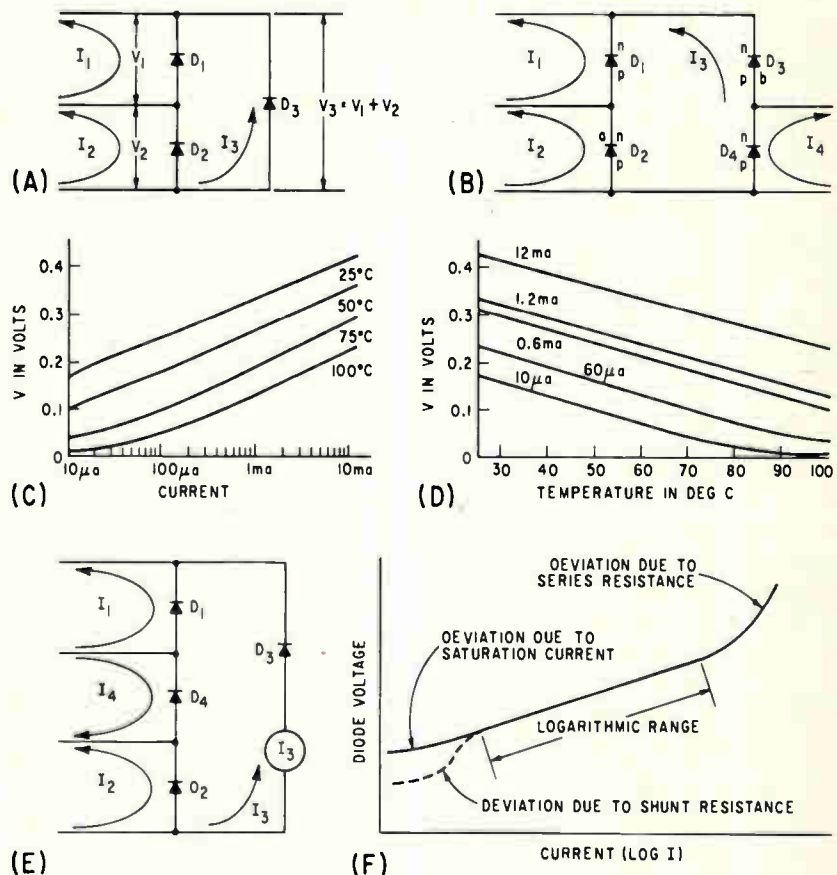 I1
V1
D1
I2
V2
D2
I3
D3
V3 = V1 + V2
(A)
I1
n
p
D1
I3
n
p
b
D3
I2
a
n
p
D2
D4
n
p
I4
(B)
V IN VOLTS
0.4
0.3
0.2
0.1
0
25°C
50°C
75°C
100°C
10μa
100μa
1ma
10ma
CURRENT
(C)
V IN VOLTS
0.4
0.3
0.2
0.1
0
12ma
1.2ma
0.6ma
60μa
10μa
30 40 50 60 70 80 90 100
TEMPERATURE IN DEG C
(D)
I1
D1
D3
I4
D4
I3
I2
O2
I3
(E)
DIODE VOLTAGE
OEVIATION DUE TO
SERIES RESISTANCE
OEVIATION DUE TO
SATURATION CURRENT
LOGARITHMIC RANGE
DEVIATION DUE TO SHUNT RESISTANCE
CURRENT (LOG I)
(F)